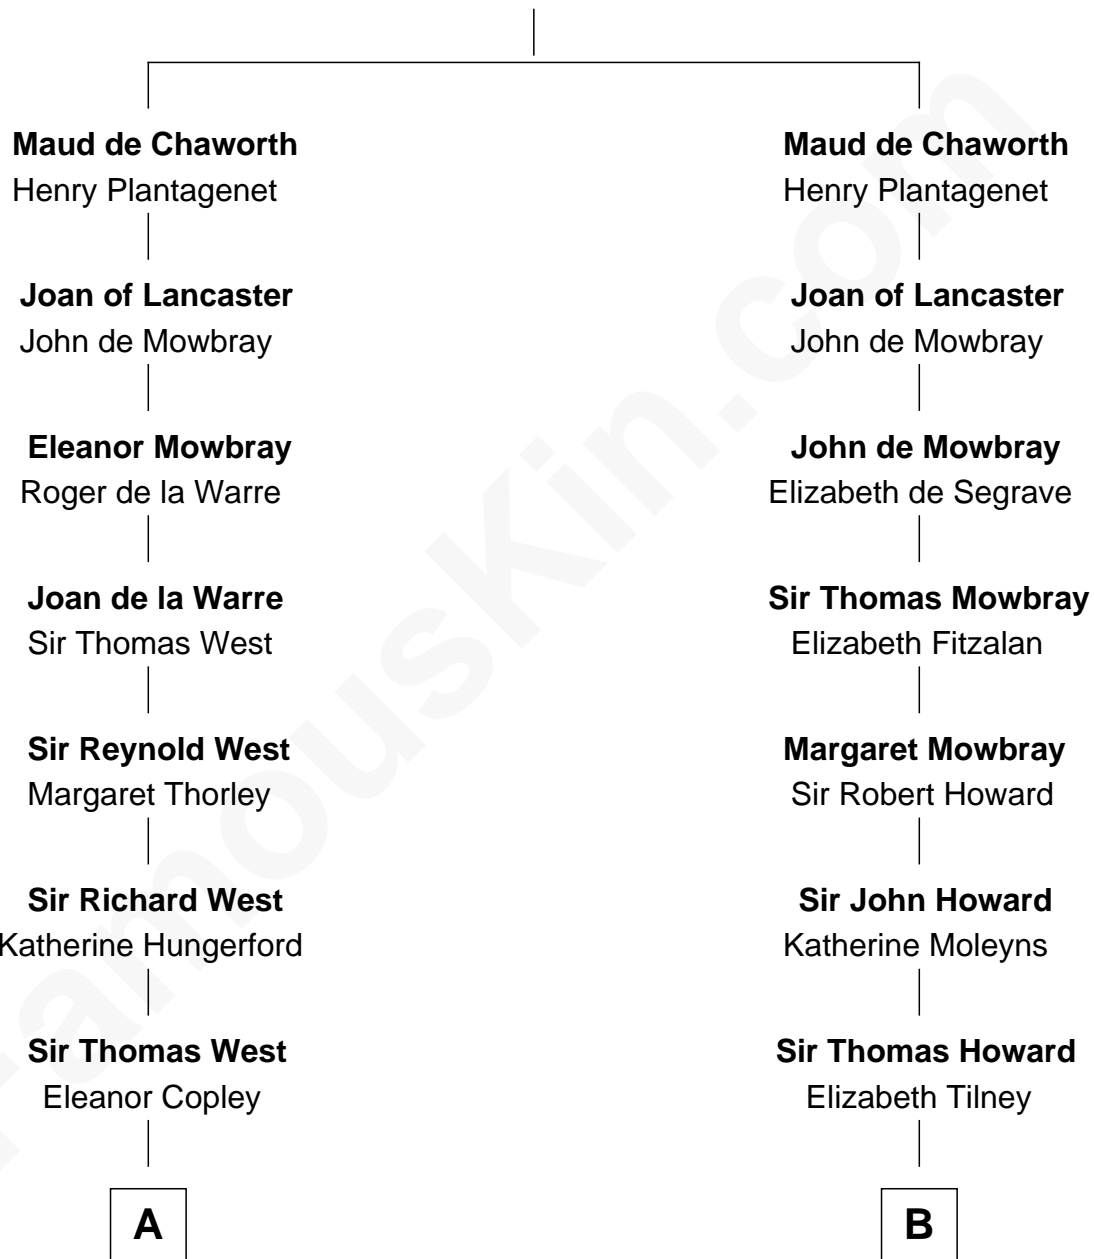 Maud de Chaworth
Henry Plantagenet
Joan of Lancaster
John de Mowbray
Eleanor Mowbray
Roger de la Warre
Joan de la Warre
Sir Thomas West
Sir Reynold West
Margaret Thorley
Sir Richard West
Katherine Hungerford
Sir Thomas West
Eleanor Copley
A
Maud de Chaworth
Henry Plantagenet
Joan of Lancaster
John de Mowbray
John de Mowbray
Elizabeth de Segrave
Sir Thomas Mowbray
Elizabeth Fitzalan
Margaret Mowbray
Sir Robert Howard
Sir John Howard
Katherine Moleyns
Sir Thomas Howard
Elizabeth Tilney
B
FamousKin.com